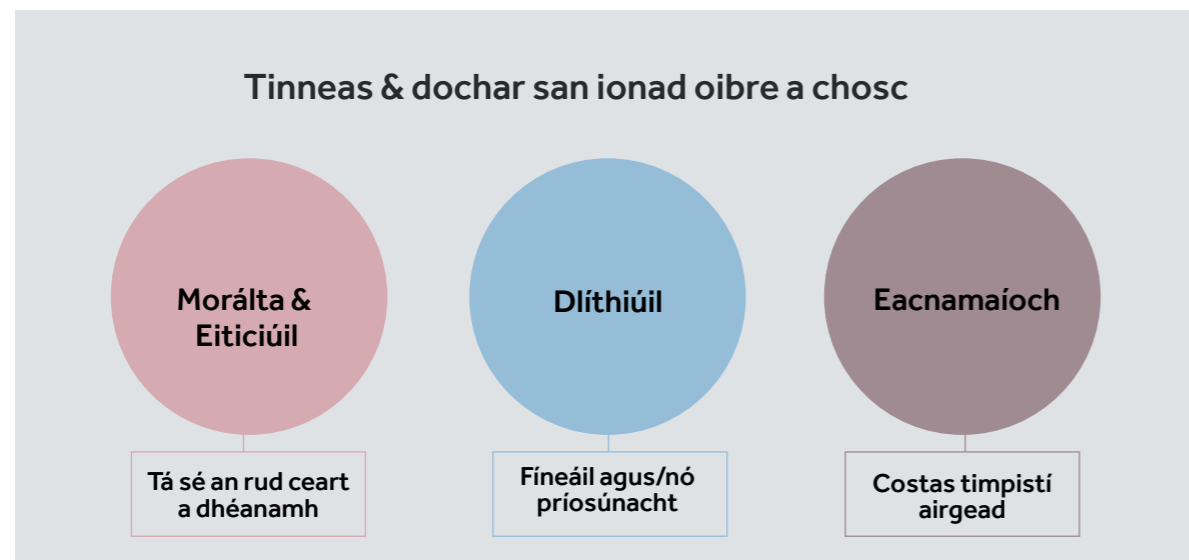 Tinneas & dochar san ionad oibre a chosc
Morálta &
Eiticiúil
Dlíthiúil
Eacnamaíoch
Tá sé an rud ceart
a dhéanamh
Fíneáil agus/nó
príosúnacht
Costas timpistí
airgead